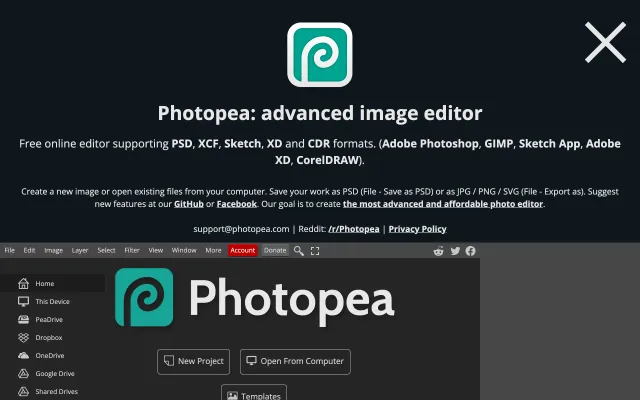 Photopea: advanced image editor
Free online editor supporting PSD, XCF, Sketch, XD and CDR formats. (Adobe Photoshop, GIMP, Sketch App, Adobe
XD, CorelDRAW).
Create a new image or open existing files from your computer. Save your work as PSD (File - Save as PSD) or as JPG / PNG / SVG (File - Export as). Suggest
new features at our GitHub or Facebook. Our goal is to create the most advanced and affordable photo editor.
support@photopea.com | Reddit: /r/Photopea | Privacy Policy
File Edit Image Layer Select Filter View Window More Account Donate
Home
This Device
PeaDrive
Dropbox
OneDrive
Google Drive
Shared Drives
Photopea
New Project Open From Computer
Templates